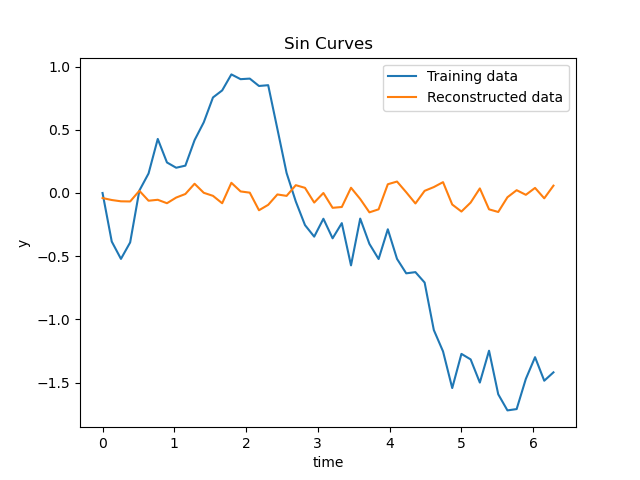 Sin Curves
Training data
Reconstructed data
1.0
0.5
0.0
−0.5
−1.0
−1.5
y
0 1 2 3 4 5 6
time